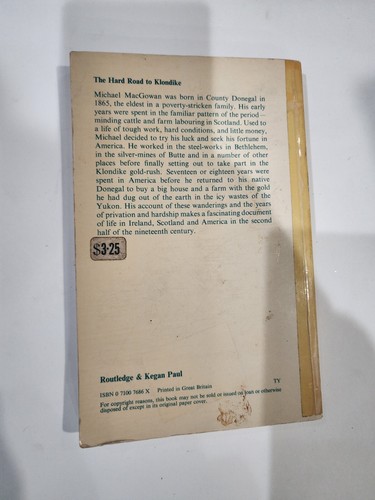 The Hard Road to Klondike
Michael MacGowan was born in County Donegal in
1865, the eldest in a poverty-stricken family. His early
years were spent in the familiar pattern of the period—
minding cattle and farm labouring in Scotland. Used to
a life of tough work, hard conditions, and little money,
Michael decided to try his luck and seek his fortune in
America. He worked in the steel-works in Bethlehem,
in the silver-mines of Butte and in a number of other
places before finally setting out to take part in the
Klondike gold-rush. Seventeen or eighteen years were
spent in America before he returned to his native
Donegal to buy a big house and a farm with the gold
he had dug out of the earth in the icy wastes of the
Yukon. His account of these wanderings and the years
of privation and hardship makes a fascinating document
of life in Ireland, Scotland and America in the second
half of the nineteenth century.
$3·25
Routledge & Kegan Paul
ISBN 0 7100 7686 X Printed in Great Britain TY
For copyright reasons, this book may not be sold or issued on loan or otherwise
disposed of except in its original paper cover.